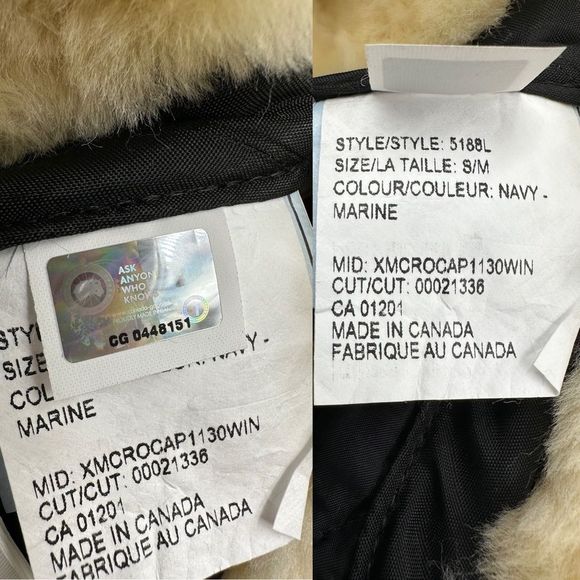 ASK
ANYON
WHO
KNOWS
CG 0448151
STYL
SIZE
COL
NAVY -
MARINE
MID: XMCROCAP1130WIN
CUT/CUT: 00021336
CA 01201
MADE IN CANADA
FABRIQUE AU CANADA
STYLE/STYLE: 5188L
SIZE/LA TAILLE: S/M
COLOUR/COULEUR: NAVY -
MARINE
MID: XMCROCAP1130WIN
CUT/CUT: 00021336
CA 01201
MADE IN CANADA
FABRIQUE AU CANADA